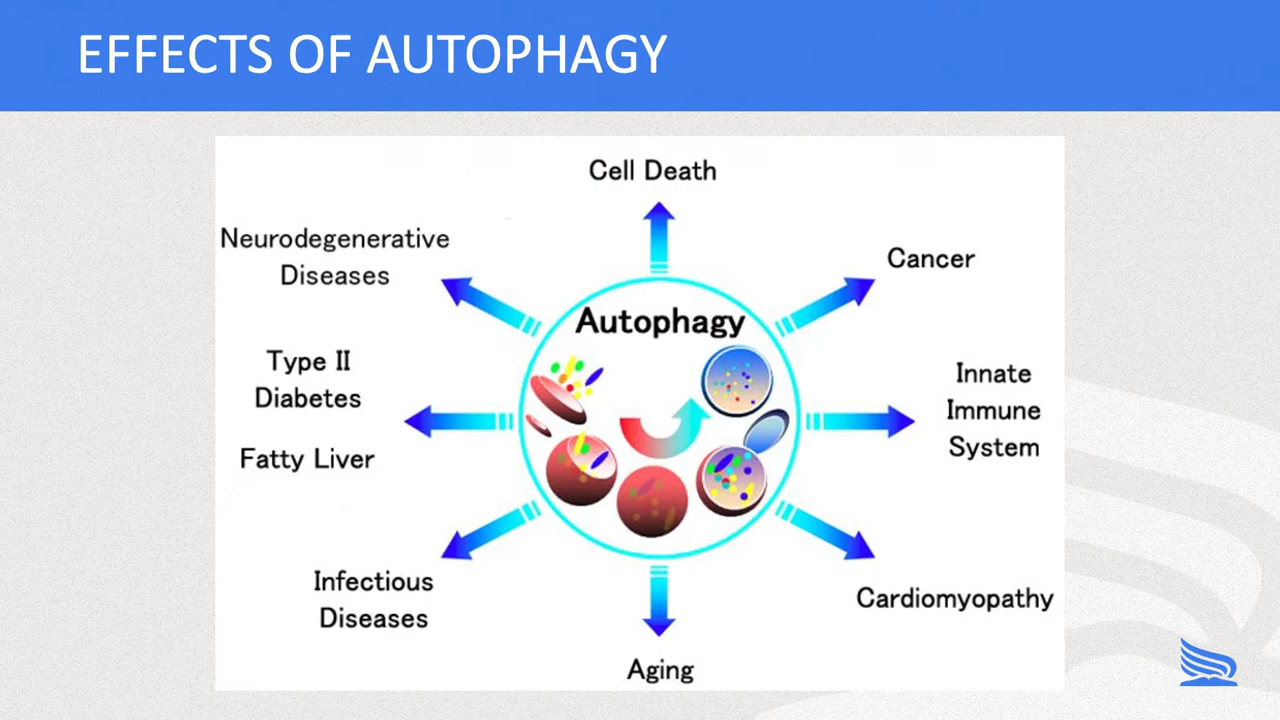 EFFECTS OF AUTOPHAGY
Cell Death
Neurodegenerative
Diseases
Cancer
Autophagy
Type II
Diabetes
Fatty Liver
Innate
Immune
System
Infectious
Diseases
Cardiomyopathy
Aging